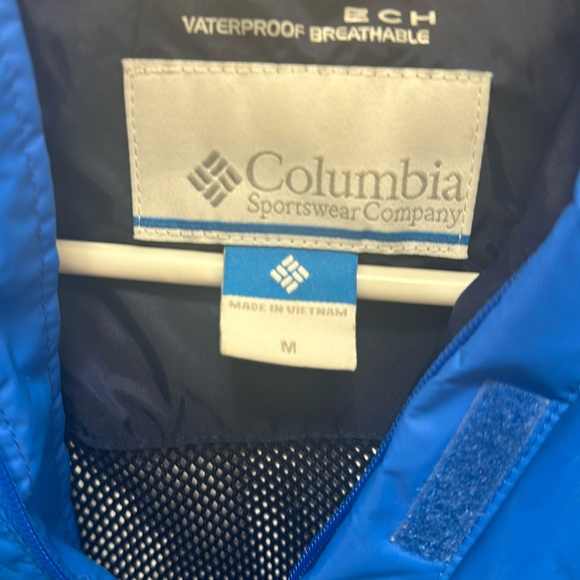 ECH
VATERPROOF BREATHABLE
Columbia
Sportswear Company
MADE IN VIETNAM
M